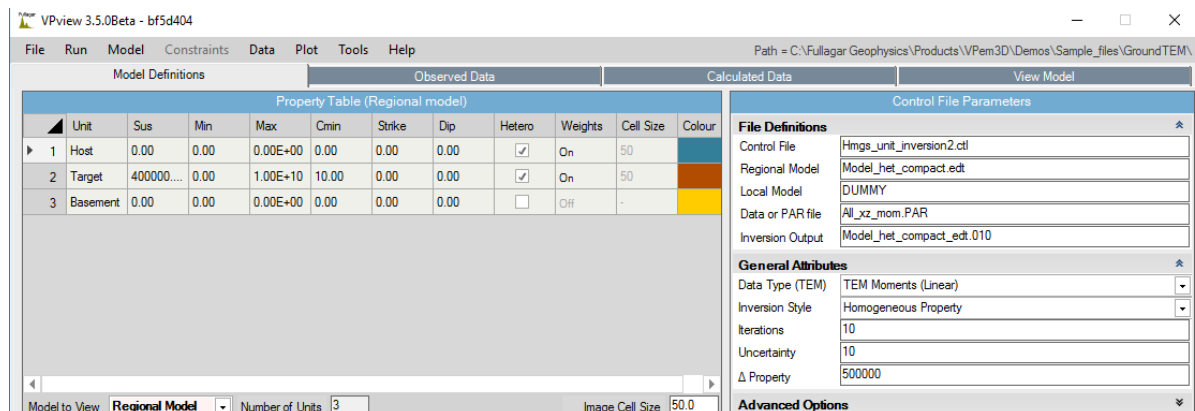 VPview 3.5.0Beta - bf5d404
File Run Model Constraints Data Plot Tools Help Path = C:\Fullagar Geophysics\Products\VPem3D\Demos\Sample_files\GroundTEM\
Model Definitions Observed Data Calculated Data View Model
Property Table (Regional model) Control File Parameters
Unit Sus Min Max Cmin Strike Dip Hetero Weights Cell Size Colour
1 Host 0.00 0.00 0.00E+00 0.00 0.00 0.00 On 50
2 Target 400000.... 0.00 1.00E+10 10.00 0.00 0.00 On 50
3 Basement 0.00 0.00 0.00E+00 0.00 0.00 0.00 Off -
File Definitions
Control File Hmgs_unit_inversion2.ctl
Regional Model Model_het_compact.edt
Local Model DUMMY
Data or PAR file All_xz_mom.PAR
Inversion Output Model_het_compact_edt.010
General Attributes
Data Type (TEM) TEM Moments (Linear)
Inversion Style Homogeneous Property
Iterations 10
Uncertainty 10
Δ Property 500000
Model to View Regional Model Number of Units 3 Image Cell Size 50.0
Advanced Options